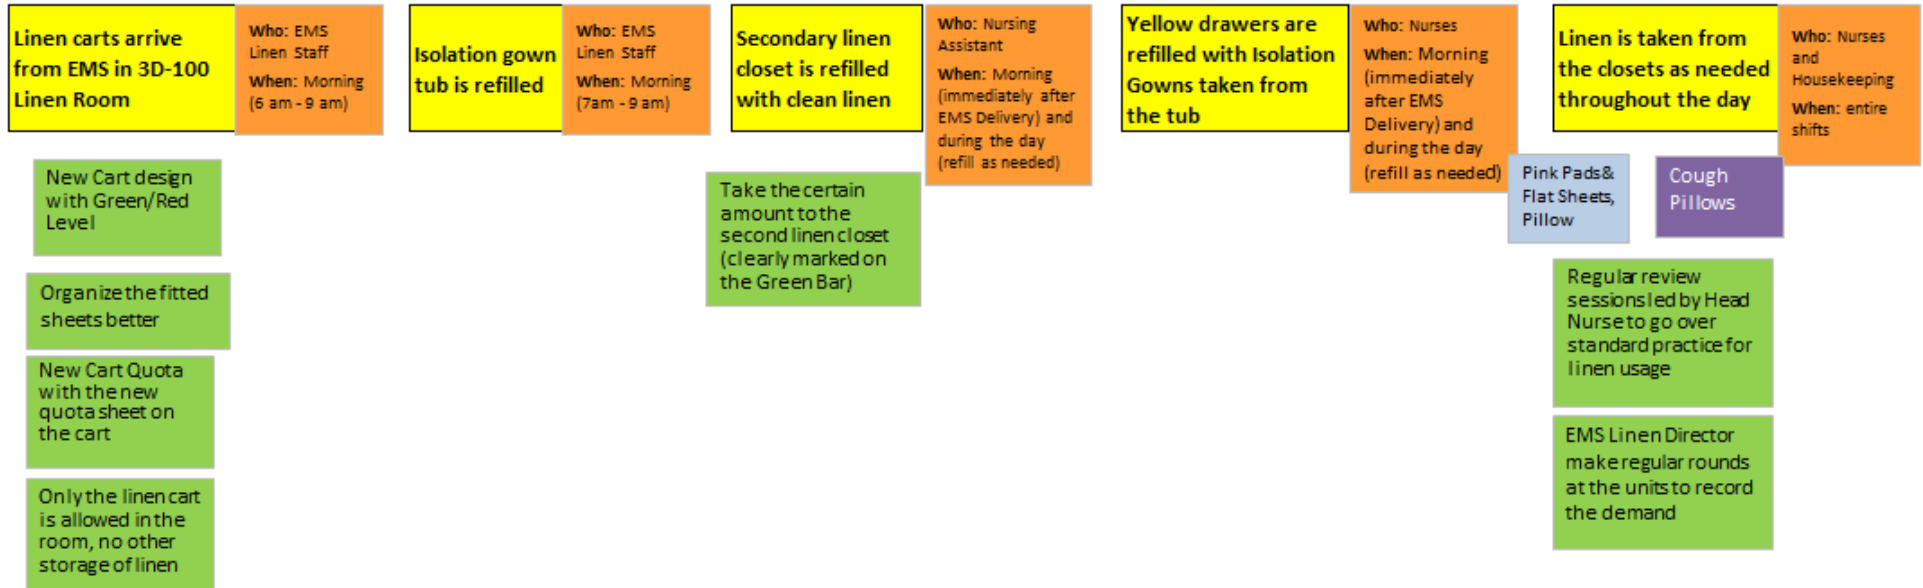 Linen carts arrive
from EMS in 3D-100
Linen Room
Who: EMS
Linen Staff
When: Morning
(6 am - 9 am)
Isolation gown
tub is refilled
Who: EMS
Linen Staff
When: Morning
(7am - 9 am)
Secondary linen
closet is refilled
with clean linen
Who: Nursing
Assistant
When: Morning
(immediately after
EMS Delivery) and
during the day
(refill as needed)
Yellow drawers are
refilled with Isolation
Gowns taken from
the tub
Who: Nurses
When: Morning
(immediately
after EMS
Delivery) and
during the day
(refill as needed)
Linen is taken from
the closets as needed
throughout the day
Who: Nurses
and
Housekeeping
When: entire
shifts
New Cart design
with Green/Red
Level
Organize the fitted
sheets better
New Cart Quota
with the new
quota sheet on
the cart
Only the linen cart
is allowed in the
room, no other
storage of linen
Take the certain
amount to the
second linen closet
(clearly marked on
the Green Bar)
Pink Pads&
Flat Sheets,
Pillow
Cough
Pillows
Regular review
sessions led by Head
Nurse to go over
standard practice for
linen usage
EMS Linen Director
make regular rounds
at the units to record
the demand